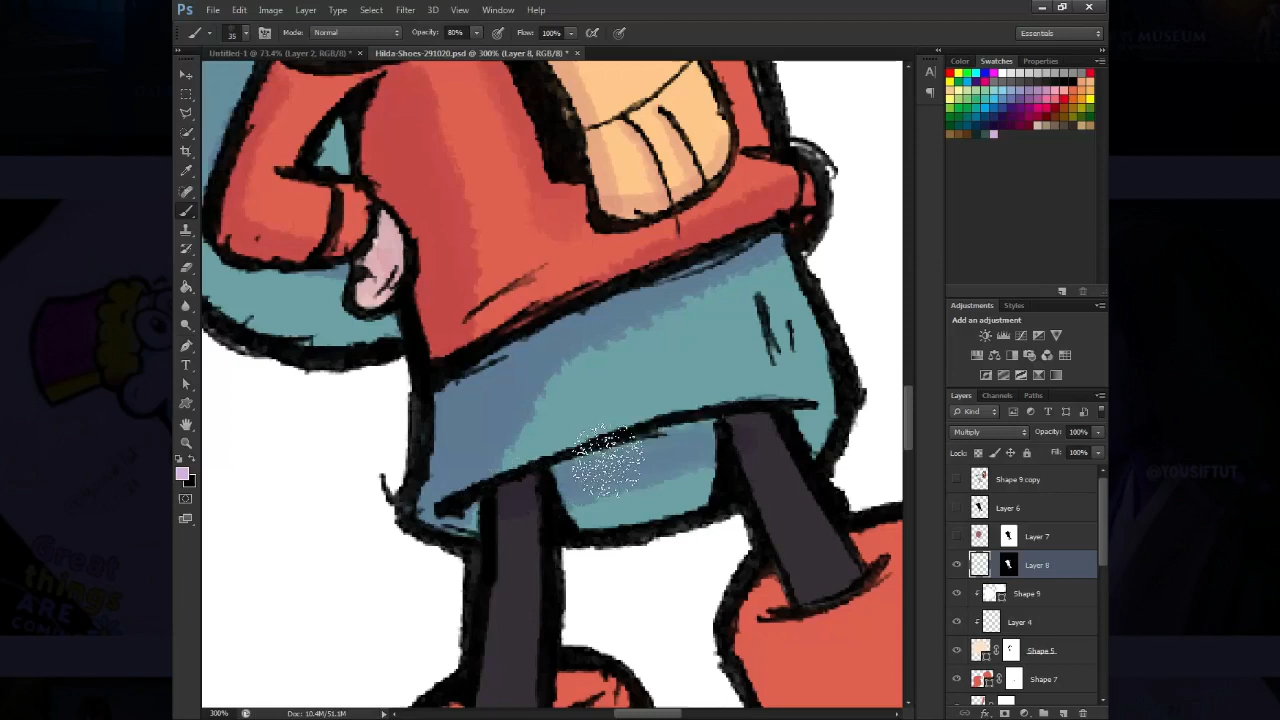 Ps File Edit Image Layer Type Select Filter 3D View Window Help
35 Mode: Normal Opacity: 80% Flow: 100% Essentials
Untitled-1 @ 73.4% (Layer 2, RGB/8) * × Hilda-Shoes-291020.psd @ 300% (Layer 8, RGB/8) * ×
Color Swatches Properties
Adjustments Styles
Add an adjustment
Layers Channels Paths
Kind
Multiply Opacity: 100%
Lock: Fill: 100%
Shape 9 copy
Layer 6
Layer 7
Layer 8
Shape 9
Layer 4
Shape 5
Shape 7
300% Doc: 10.4M/51.1M
@YOUSIFTUT
MUSEUM
Great
things
ARE
COM